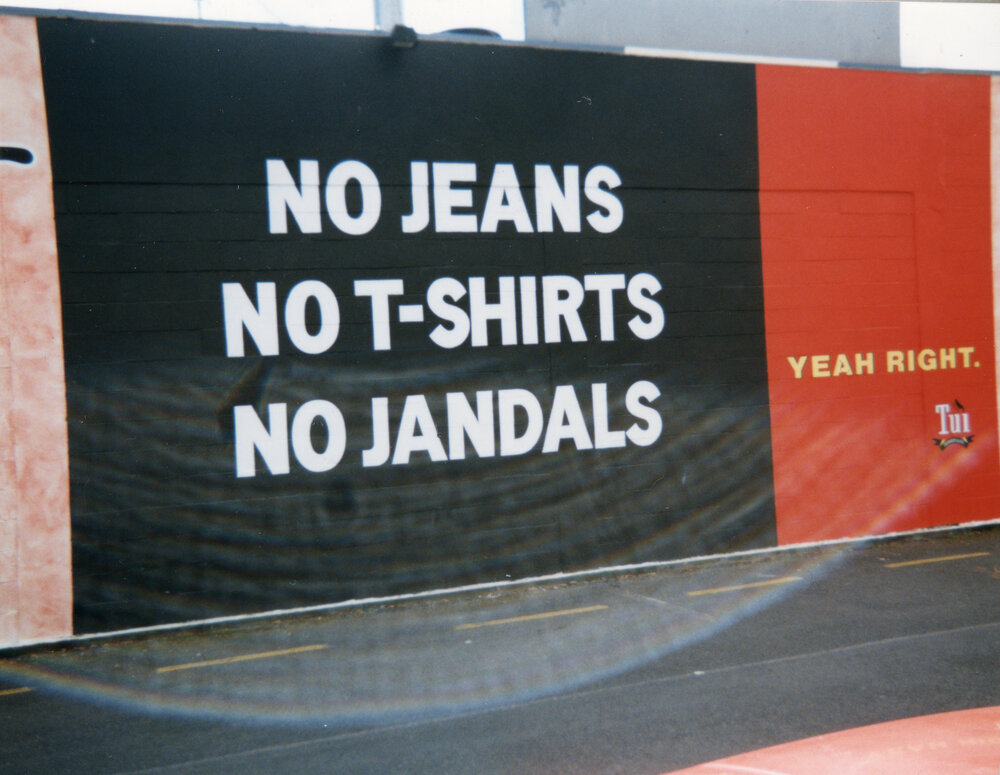 NO JEANS
NO T-SHIRTS
NO JANDALS
YEAH RIGHT.
Tui